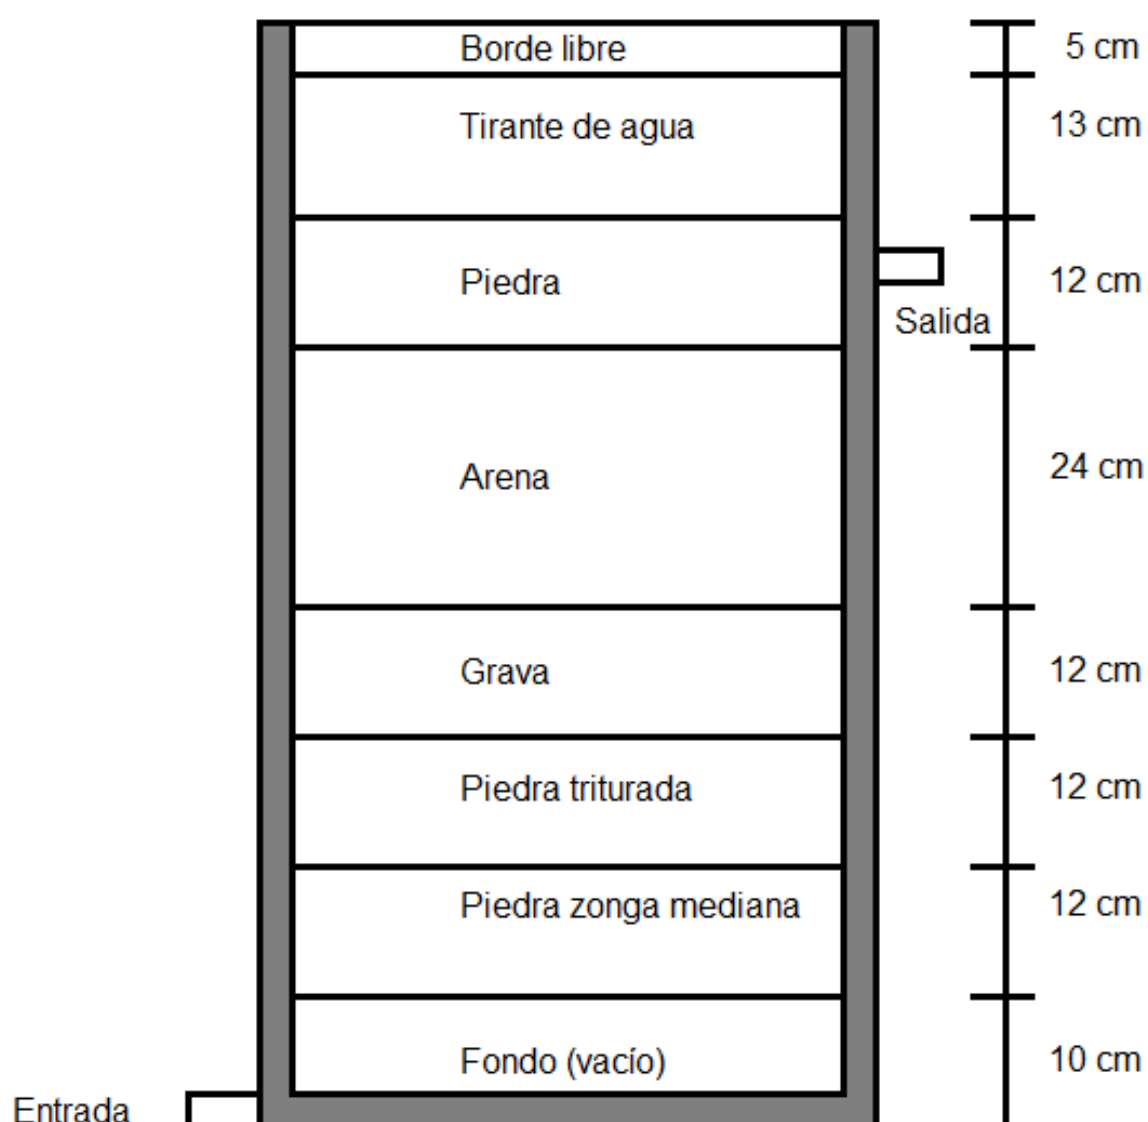 Borde libre
5 cm
Tirante de agua
13 cm
Piedra
12 cm
Salida
Arena
24 cm
Grava
12 cm
Piedra triturada
12 cm
Piedra zonga mediana
12 cm
Fondo (vacío)
10 cm
Entrada